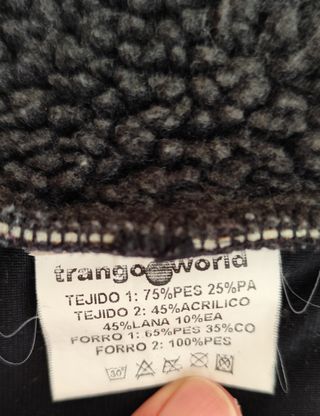 trango world
TEJIDO 1: 75%PES 25%PA
TEJIDO 2: 45%ACRILICO
45%LANA 10%EA
FORRO 1: 65%PES 35%CO
FORRO 2: 100%PES
30°